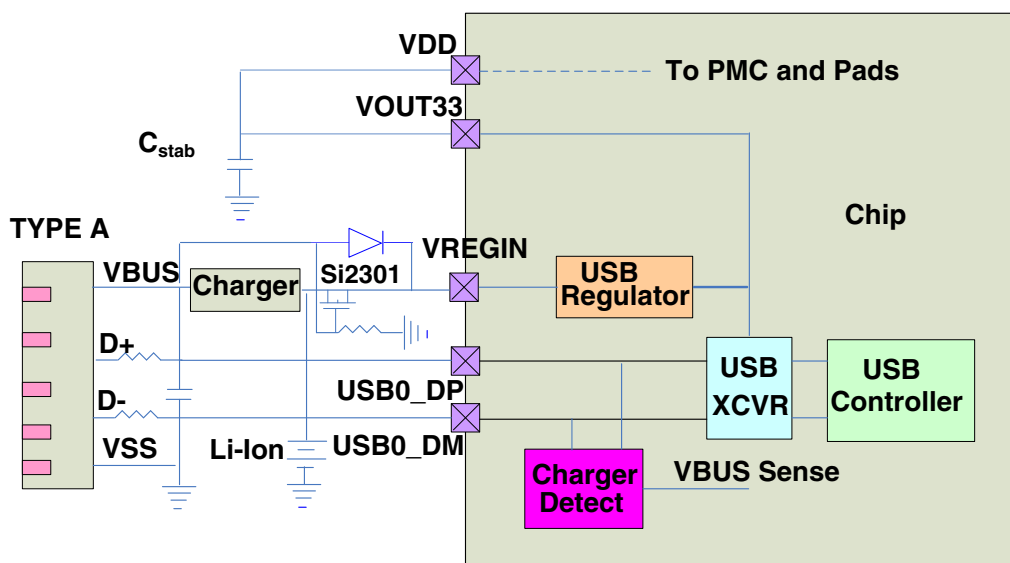 VDD
To PMC and Pads
VOUT33
C_stab
Chip
TYPE A
VREGIN
VBUS
Charger
Si2301
USB
Regulator
D+
USB0_DP
USB
XCVR
USB
Controller
D-
USB0_DM
VSS
Li-Ion
Charger
Detect
VBUS Sense